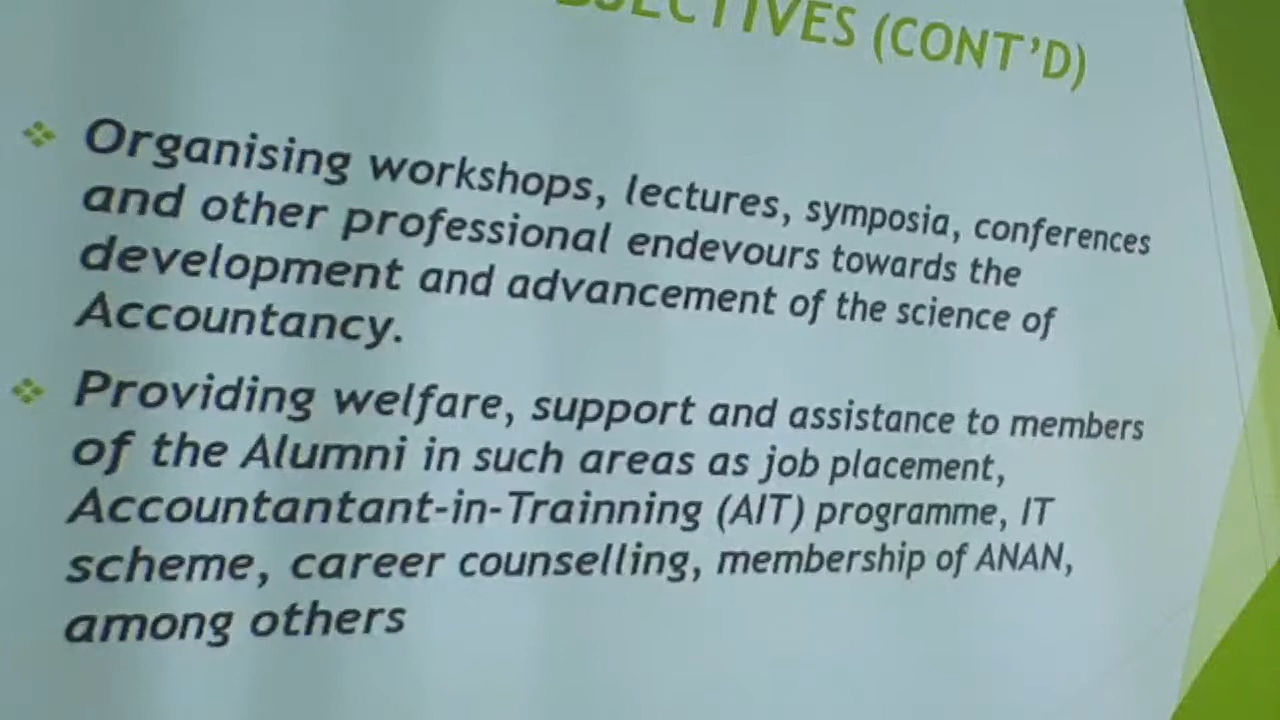 OBJECTIVES (CONT'D)
Organising workshops, lectures, symposia, conferences
and other professional endevours towards the
development and advancement of the science of
Accountancy.
Providing welfare, support and assistance to members
of the Alumni in such areas as job placement,
Accountantant-in-Trainning (AIT) programme, IT
scheme, career counselling, membership of ANAN,
among others